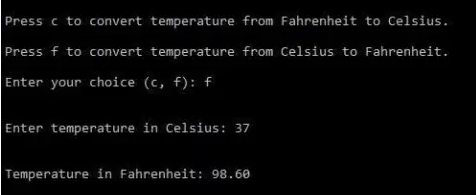 Press c to convert temperature from Fahrenheit to Celsius.
Press f to convert temperature from Celsius to Fahrenheit.
Enter your choice (c, f): f
Enter temperature in Celsius: 37
Temperature in Fahrenheit: 98.60